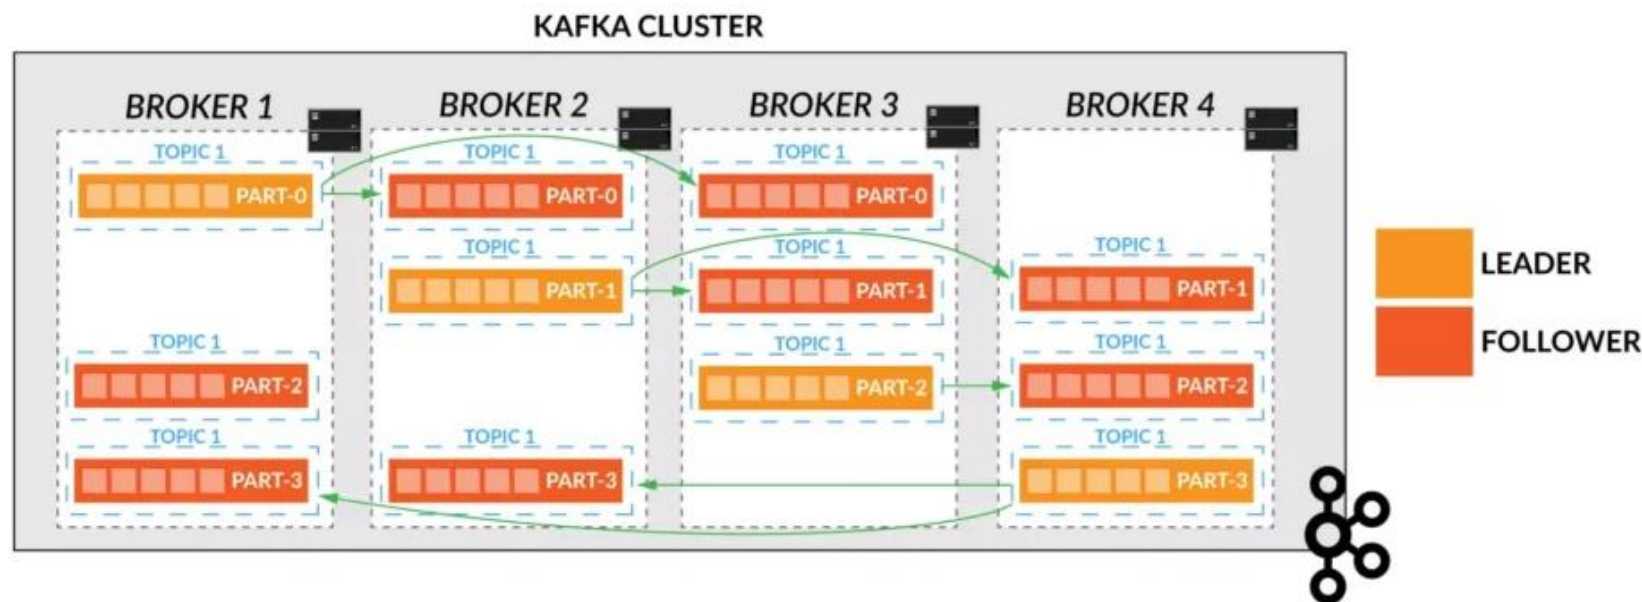 KAFKA CLUSTER
BROKER 1
BROKER 2
BROKER 3
BROKER 4
TOPIC 1
PART-0
TOPIC 1
PART-2
TOPIC 1
PART-3
TOPIC 1
PART-0
TOPIC 1
PART-1
TOPIC 1
PART-3
TOPIC 1
PART-0
TOPIC 1
PART-1
TOPIC 1
PART-2
TOPIC 1
PART-1
TOPIC 1
PART-2
TOPIC 1
PART-3
LEADER
FOLLOWER